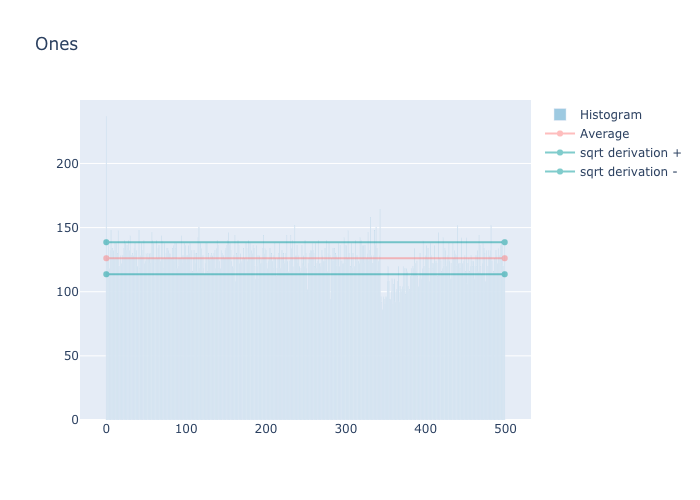 Ones
Histogram
Average
sqrt derivation +
sqrt derivation -
200
150
100
50
0
0 100 200 300 400 500